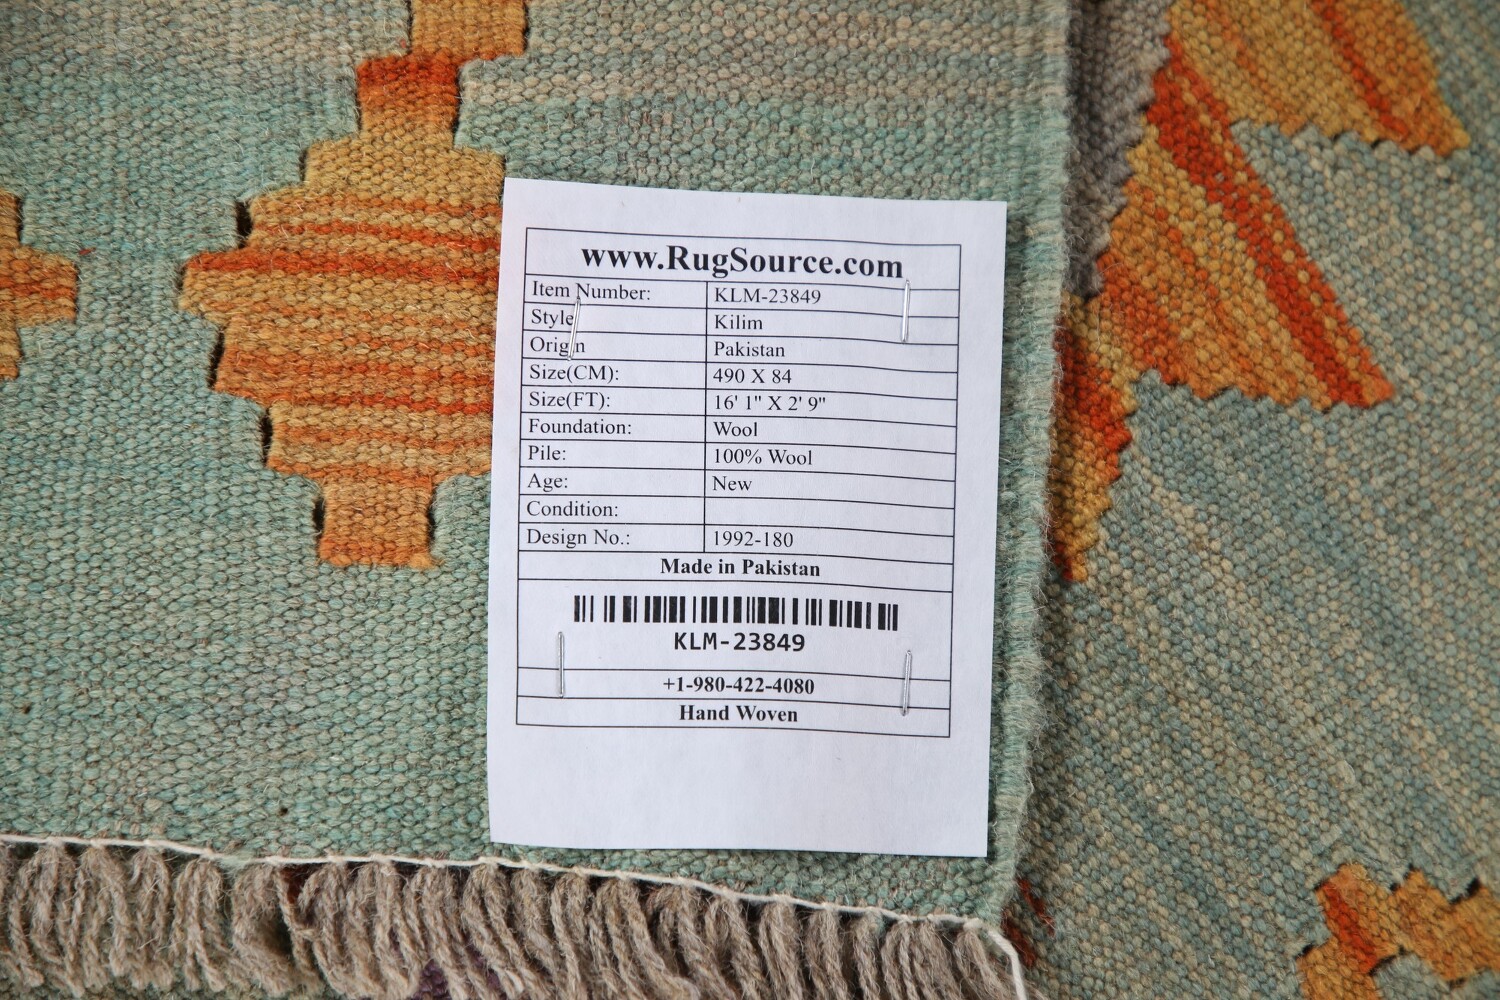 www.RugSource.com
Item Number: KLM-23849
Style Kilim
Origin Pakistan
Size(CM): 490 X 84
Size(FT): 16' 1" X 2' 9"
Foundation: Wool
Pile: 100% Wool
Age: New
Condition:
Design No.: 1992-180
Made in Pakistan
KLM-23849
+1-980-422-4080
Hand Woven